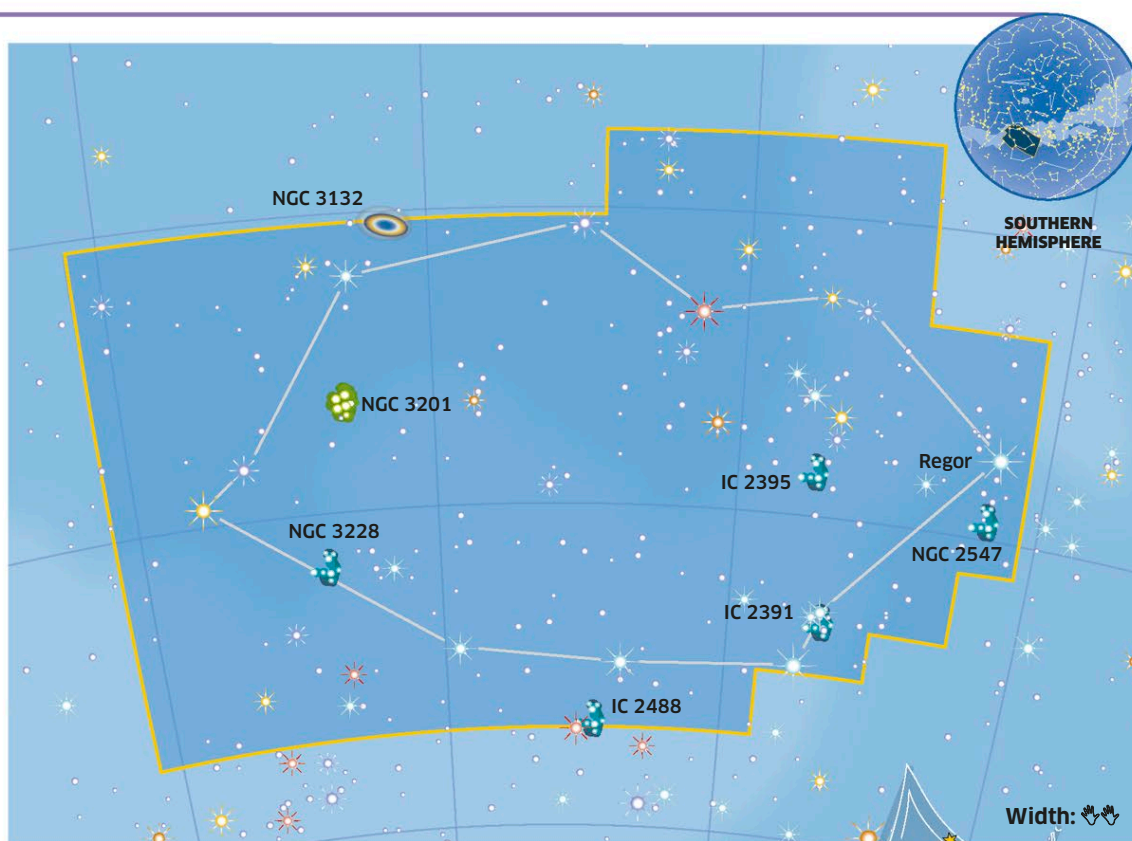 SOUTHERN
HEMISPHERE
NGC 3132
NGC 3201
Regor
IC 2395
NGC 3228
NGC 2547
IC 2391
IC 2488
Width: